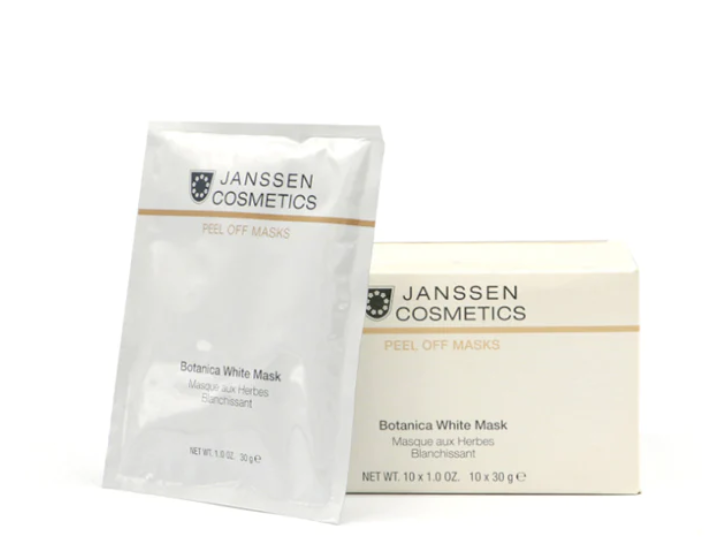 JANSSEN
COSMETICS
PEEL OFF MASKS
Botanica White Mask
Masque aux Herbes
Blanchissant
NET WT. 1.0 OZ. 30 g ℮
JANSSEN
COSMETICS
PEEL OFF MASKS
Botanica White Mask
Masque aux Herbes
Blanchissant
NET WT. 10 x 1.0 OZ. 10 x 30 g ℮